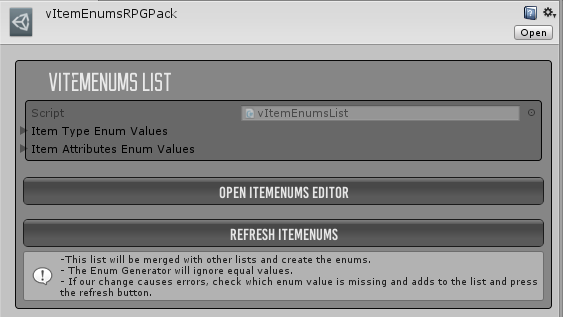 vItemEnumsRPGPack
Open
VITEMENUMS LIST
Script
vItemEnumsList
Item Type Enum Values
Item Attributes Enum Values
OPEN ITEMENUMS EDITOR
REFRESH ITEMENUMS
-This list will be merged with other lists and create the enums.
- The Enum Generator will ignore equal values.
- If our change causes errors, check which enum value is missing and adds to the list and press
the refresh button.